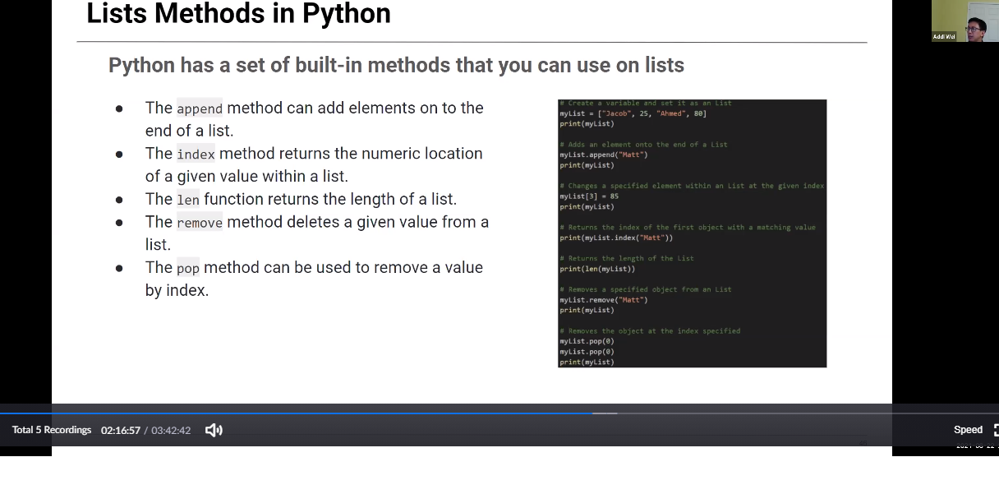 Lists Methods in Python
Addi Wei
Python has a set of built-in methods that you can use on lists
● The append method can add elements on to the
end of a list.
● The index method returns the numeric location
of a given value within a list.
● The len function returns the length of a list.
● The remove method deletes a given value from a
list.
● The pop method can be used to remove a value
by index.
# Create a variable and set it as an List
myList = ["Jacob", 25, "Ahmed", 80]
print(myList)
# Adds an element onto the end of a List
myList.append("Matt")
print(myList)
# Changes a specified element within an List at the given index
myList[3] = 85
print(myList)
# Returns the index of the first object with a matching value
print(myList.index("Matt"))
# Returns the length of the List
print(len(myList))
# Removes a specified object from an List
myList.remove("Matt")
print(myList)
# Removes the object at the index specified
myList.pop(0)
myList.pop(0)
print(myList)
Total 5 Recordings 02:16:57 / 03:42:42
Speed